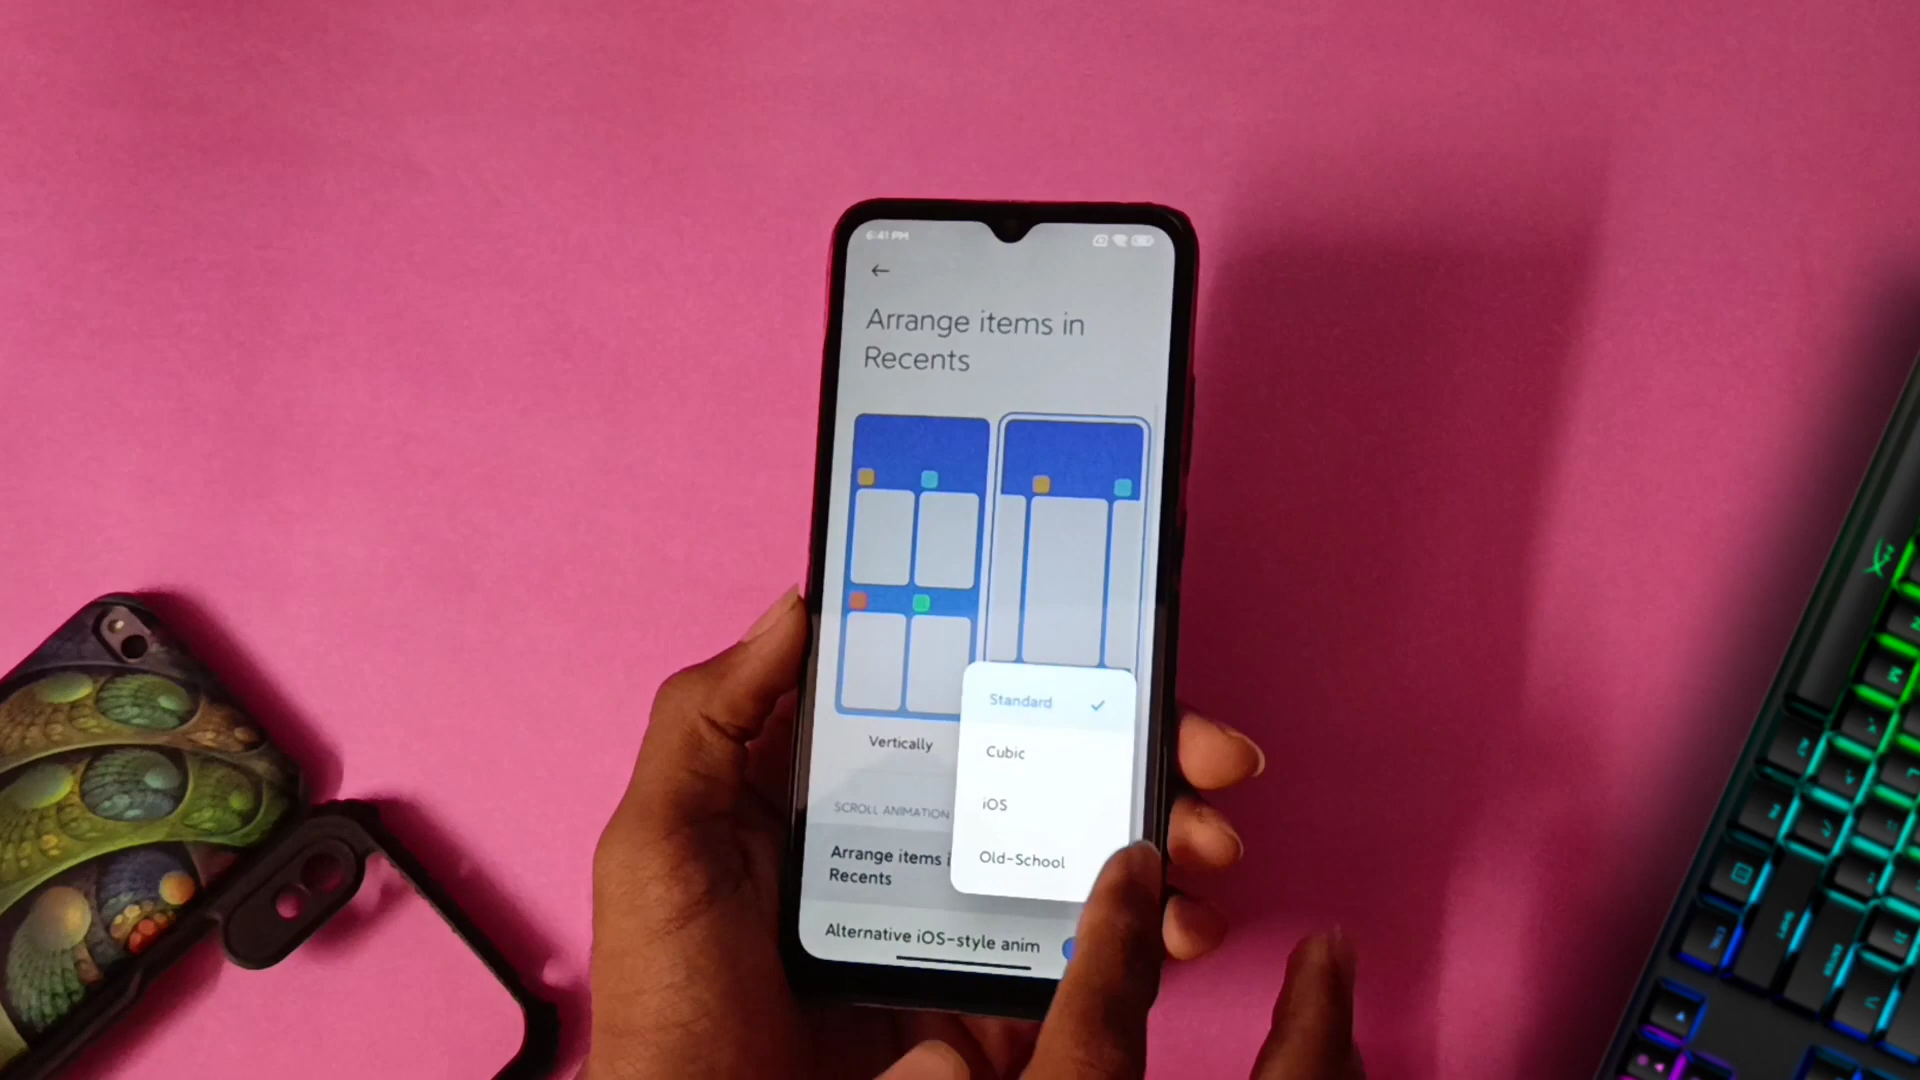 6:41 PM
Arrange items in
Recents
Vertically
Standard
Cubic
iOS
Old-School
SCROLL ANIMATION
Arrange items i
Recents
Alternative iOS-style anim